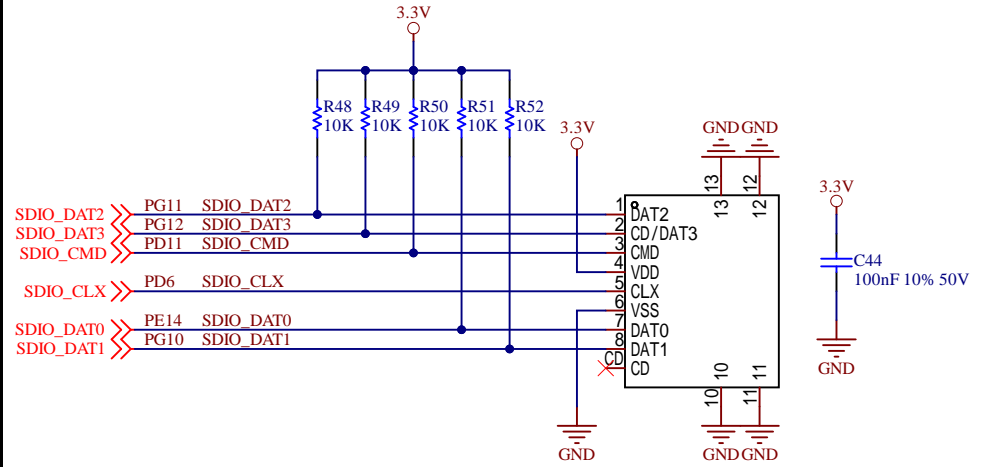 3.3V
R48 R49 R50 R51 R52
10K 10K 10K 10K 10K
3.3V
GND GND
3.3V
13 12
13 12
SDIO_DAT2 PG11 SDIO_DAT2 1 DAT2
SDIO_DAT3 PG12 SDIO_DAT3 2 CD/DAT3
SDIO_CMD PD11 SDIO_CMD 3 CMD
4 VDD
SDIO_CLX PD6 SDIO_CLX 5 CLX
6 VSS
SDIO_DAT0 PE14 SDIO_DAT0 7 DAT0
SDIO_DAT1 PG10 SDIO_DAT1 8 DAT1
CD CD
C44
100nF 10% 50V
GND
10 11
10 11
GND GND GND